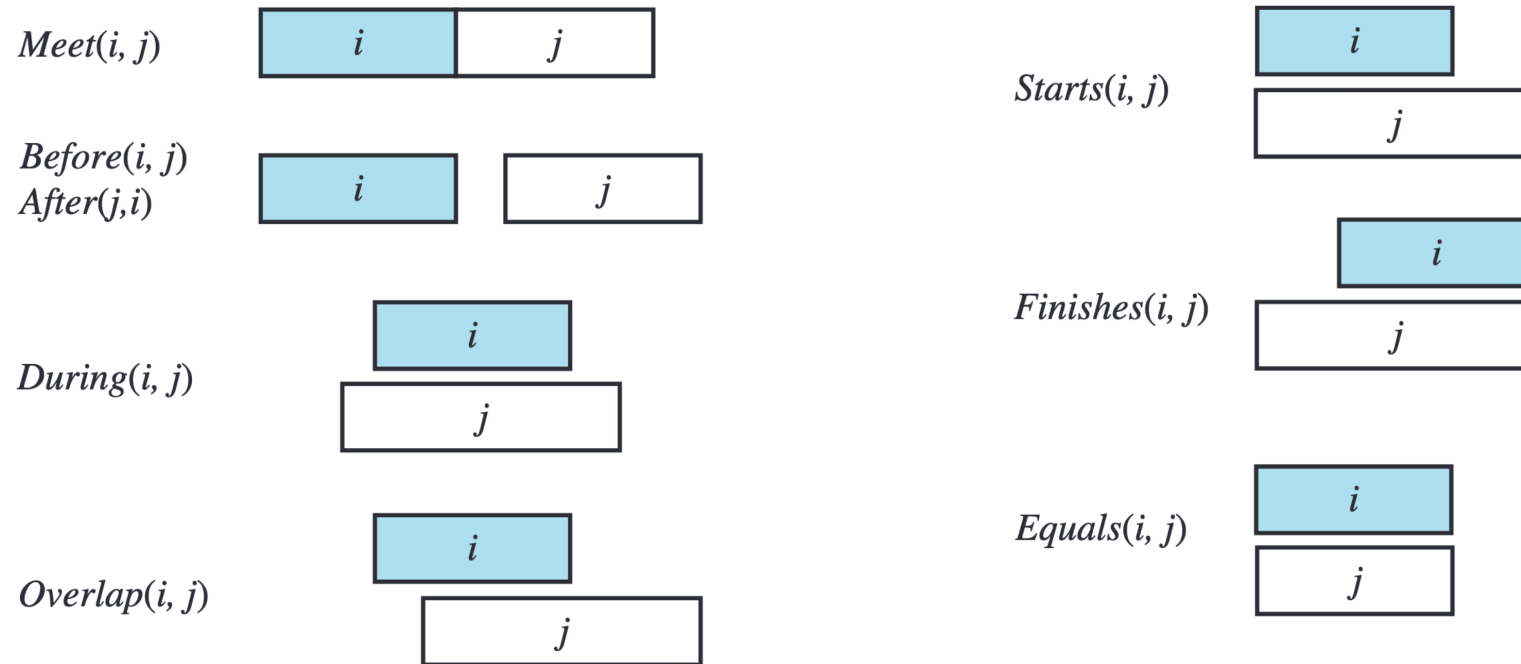 Meet(i, j)
i
j
Before(i, j)
After(j,i)
i
j
During(i, j)
i
j
Overlap(i, j)
i
j
Starts(i, j)
i
j
Finishes(i, j)
i
j
Equals(i, j)
i
j